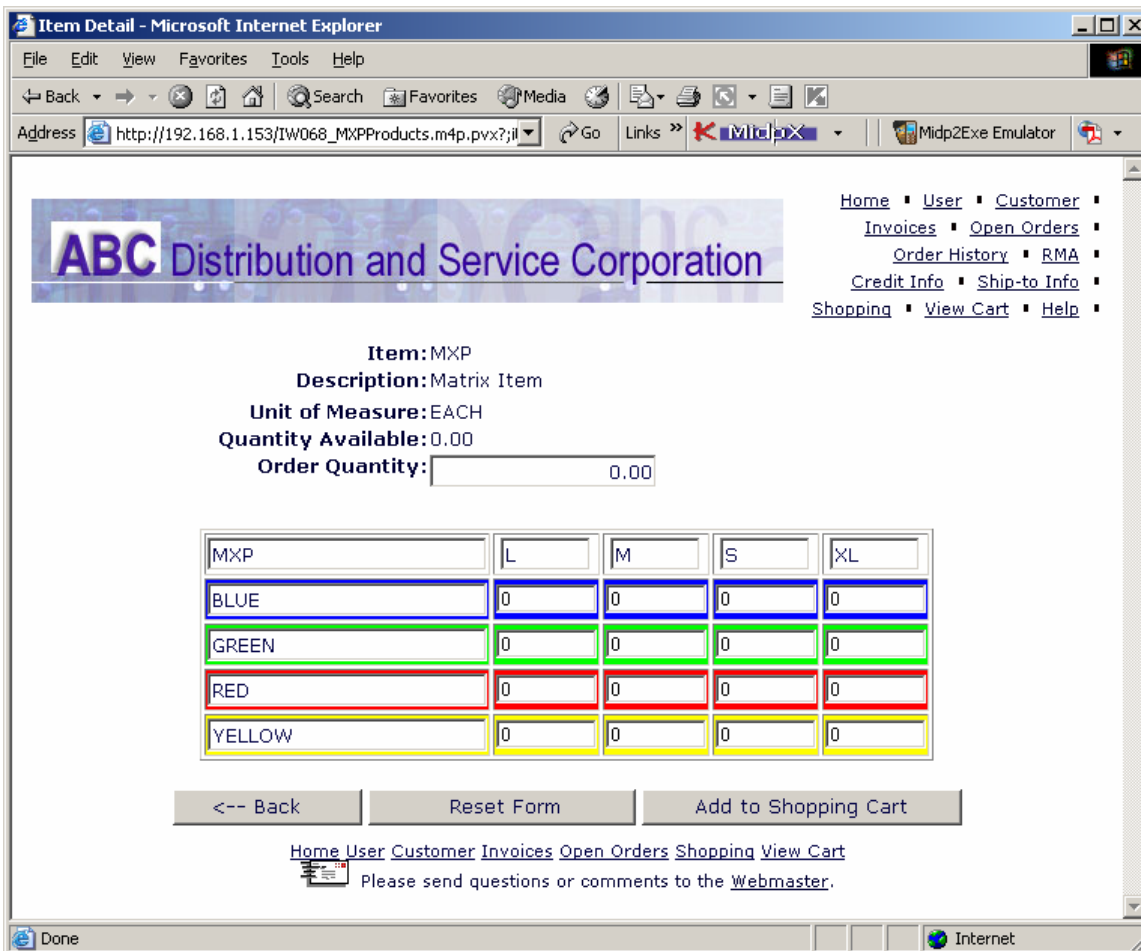 Item Detail - Microsoft Internet Explorer
File Edit View Favorites Tools Help
Back Search Favorites Media
Address http://192.168.1.153/IW068_MXPProducts.m4p.pvx?; Go Links » MidpX Midp2Exe Emulator
Home User Customer
Invoices Open Orders
Order History RMA
Credit Info Ship-to Info
Shopping View Cart Help
ABC Distribution and Service Corporation
Item: MXP
Description: Matrix Item
Unit of Measure: EACH
Quantity Available: 0.00
Order Quantity: 0.00
MXP L M S XL
BLUE 0 0 0 0
GREEN 0 0 0 0
RED 0 0 0 0
YELLOW 0 0 0 0
<-- Back Reset Form Add to Shopping Cart
Home User Customer Invoices Open Orders Shopping View Cart
Please send questions or comments to the Webmaster.
Done Internet